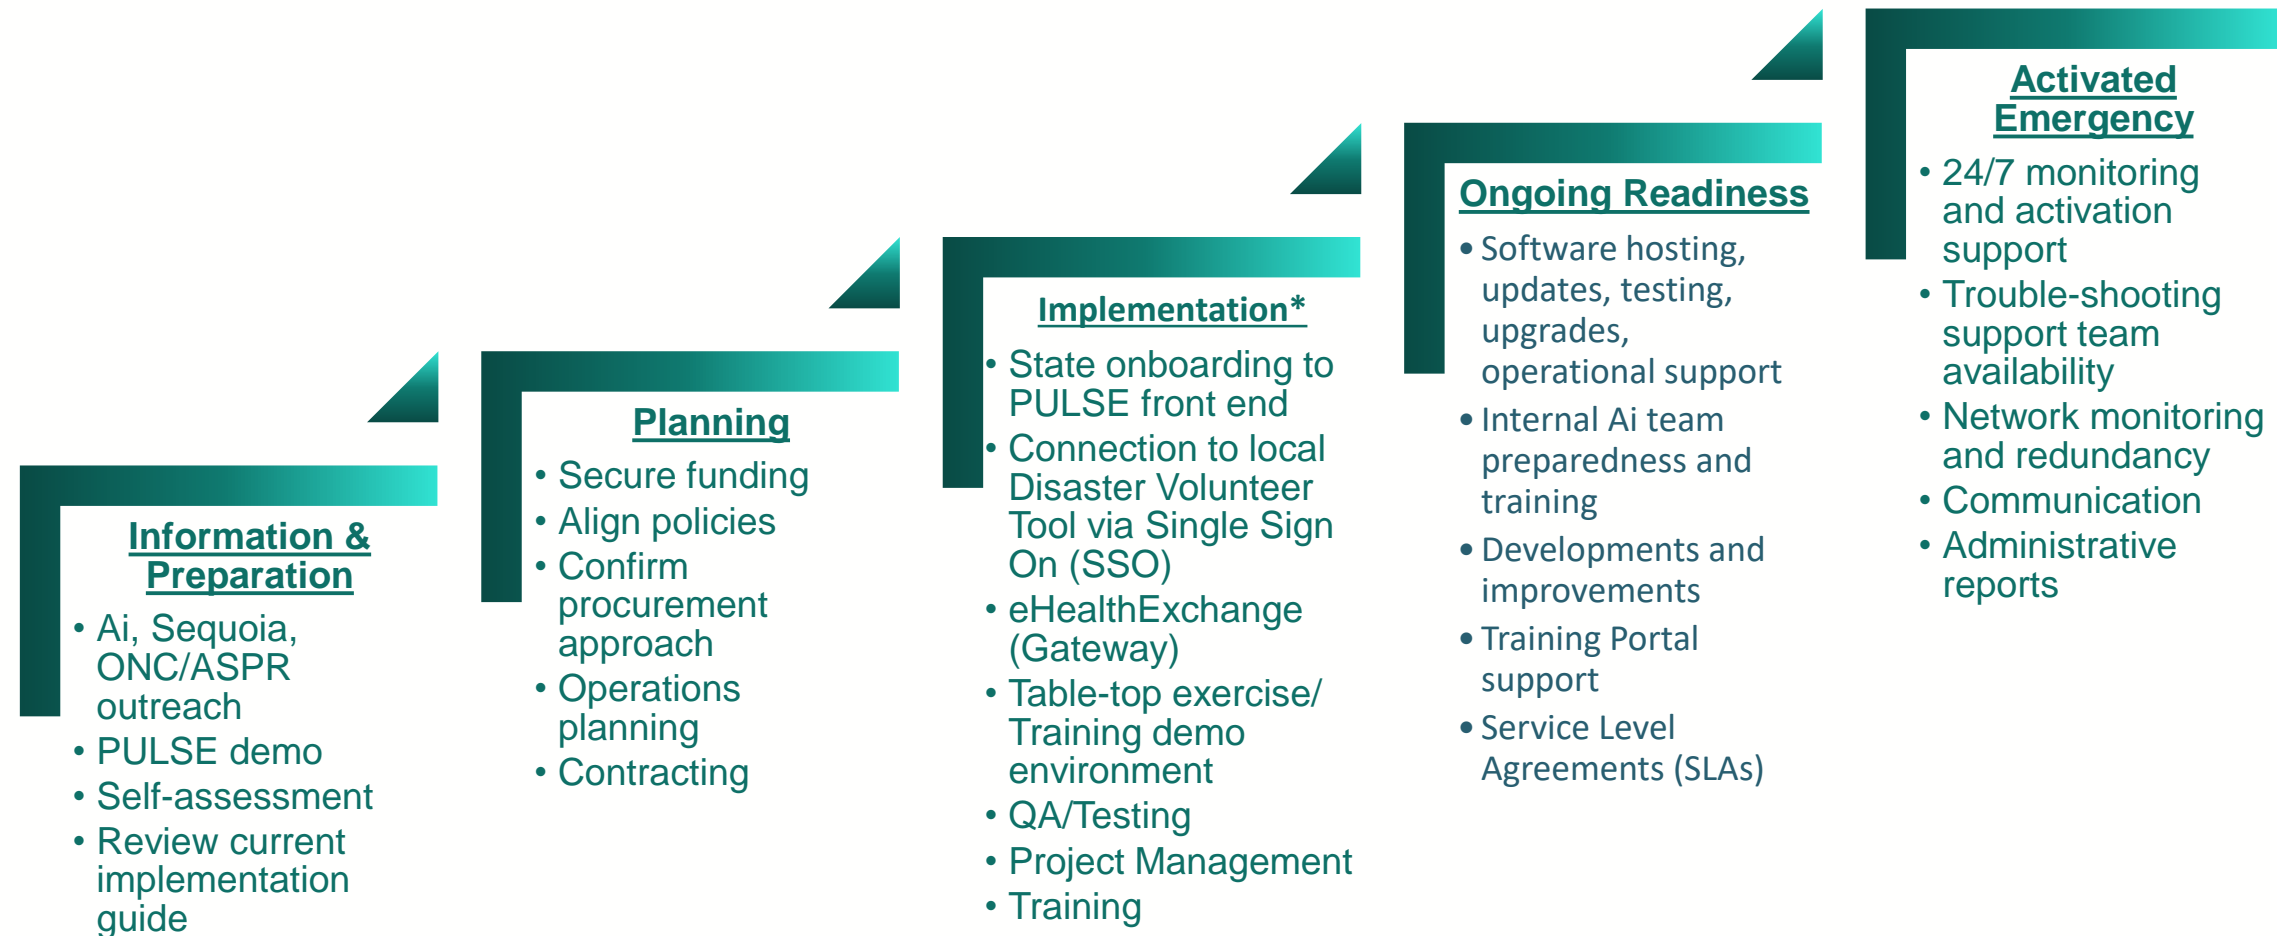 Information &
Preparation
• Ai, Sequoia,
ONC/ASPR
outreach
• PULSE demo
• Self-assessment
• Review current
implementation
guide
Planning
• Secure funding
• Align policies
• Confirm
procurement
approach
• Operations
planning
• Contracting
Implementation*
• State onboarding to
PULSE front end
• Connection to local
Disaster Volunteer
Tool via Single Sign
On (SSO)
• eHealthExchange
(Gateway)
• Table-top exercise/
Training demo
environment
• QA/Testing
• Project Management
• Training
Ongoing Readiness
• Software hosting,
updates, testing,
upgrades,
operational support
• Internal Ai team
preparedness and
training
• Developments and
improvements
• Training Portal
support
• Service Level
Agreements (SLAs)
Activated
Emergency
• 24/7 monitoring
and activation
support
• Trouble-shooting
support team
availability
• Network monitoring
and redundancy
• Communication
• Administrative
reports